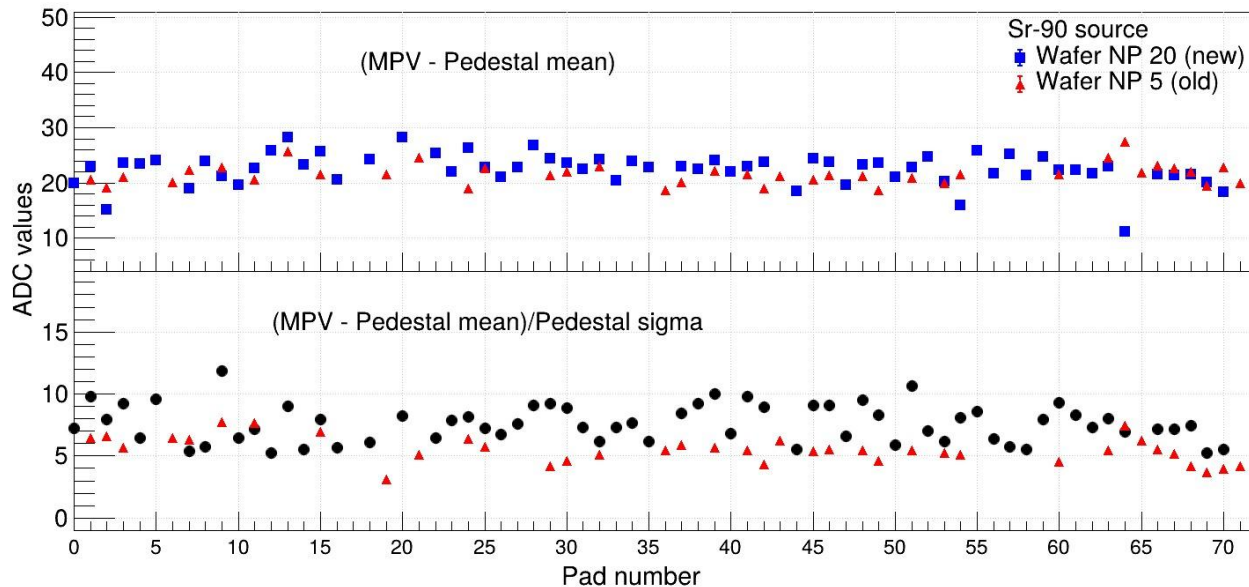 Sr-90 source
Wafer NP 20 (new)
Wafer NP 5 (old)
(MPV - Pedestal mean)
50
40
30
20
10
ADC values
(MPV - Pedestal mean)/Pedestal sigma
15
10
5
0
0 5 10 15 20 25 30 35 40 45 50 55 60 65 70
Pad number